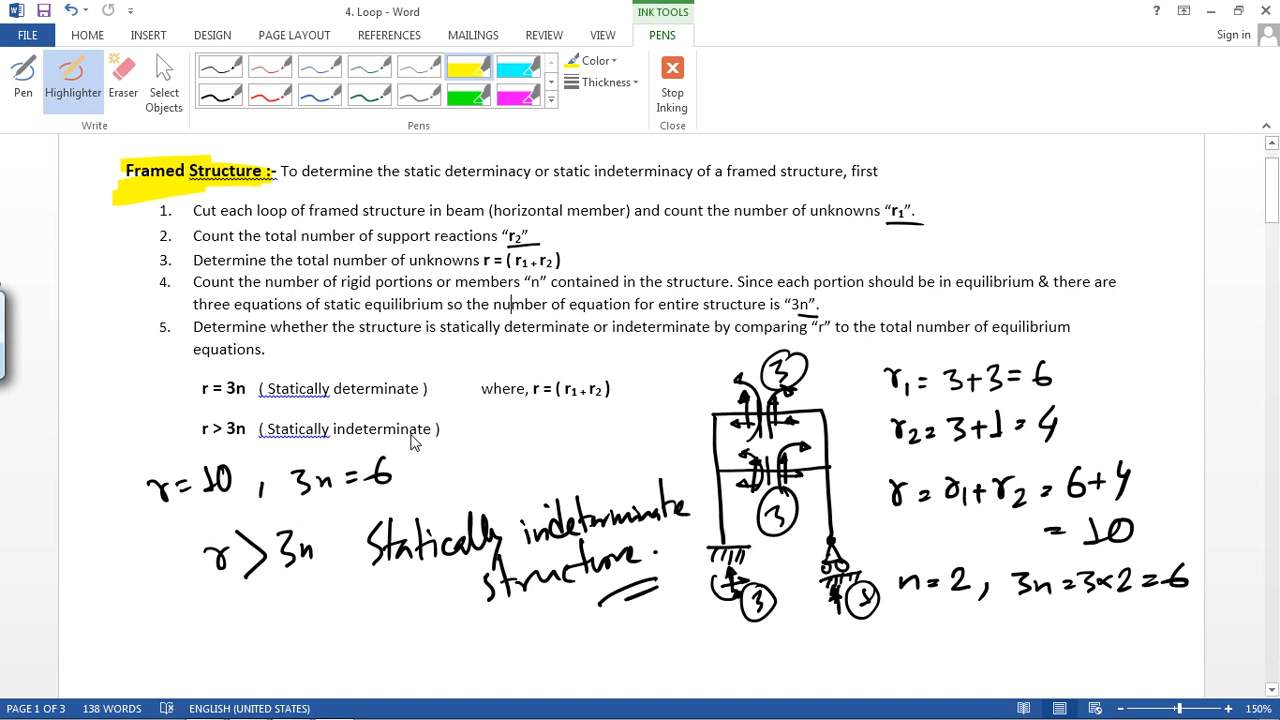 4. Loop - Word
INK TOOLS
FILE HOME INSERT DESIGN PAGE LAYOUT REFERENCES MAILINGS REVIEW VIEW PENS
Sign in
Pen Highlighter Eraser Select Objects
Color
Thickness
Stop Inking
Write Pens Close
Framed Structure :- To determine the static determinacy or static indeterminacy of a framed structure, first
1. Cut each loop of framed structure in beam (horizontal member) and count the number of unknowns “r1”.
2. Count the total number of support reactions “r2”
3. Determine the total number of unknowns r = ( r1 + r2 )
4. Count the number of rigid portions or members “n” contained in the structure. Since each portion should be in equilibrium & there are
three equations of static equilibrium so the number of equation for entire structure is “3n”.
5. Determine whether the structure is statically determinate or indeterminate by comparing “r” to the total number of equilibrium
equations.
r = 3n ( Statically determinate ) where, r = ( r1 + r2 )
r > 3n ( Statically indeterminate )
r = 10 , 3n = 6
r > 3n Statically indeterminate
structure.
3
3
3
r1 = 3+3 = 6
r2 = 3+1 = 4
r = r1 + r2 = 6+4
= 10
n = 2 , 3n = 3×2 = 6
PAGE 1 OF 3 138 WORDS ENGLISH (UNITED STATES) 150%